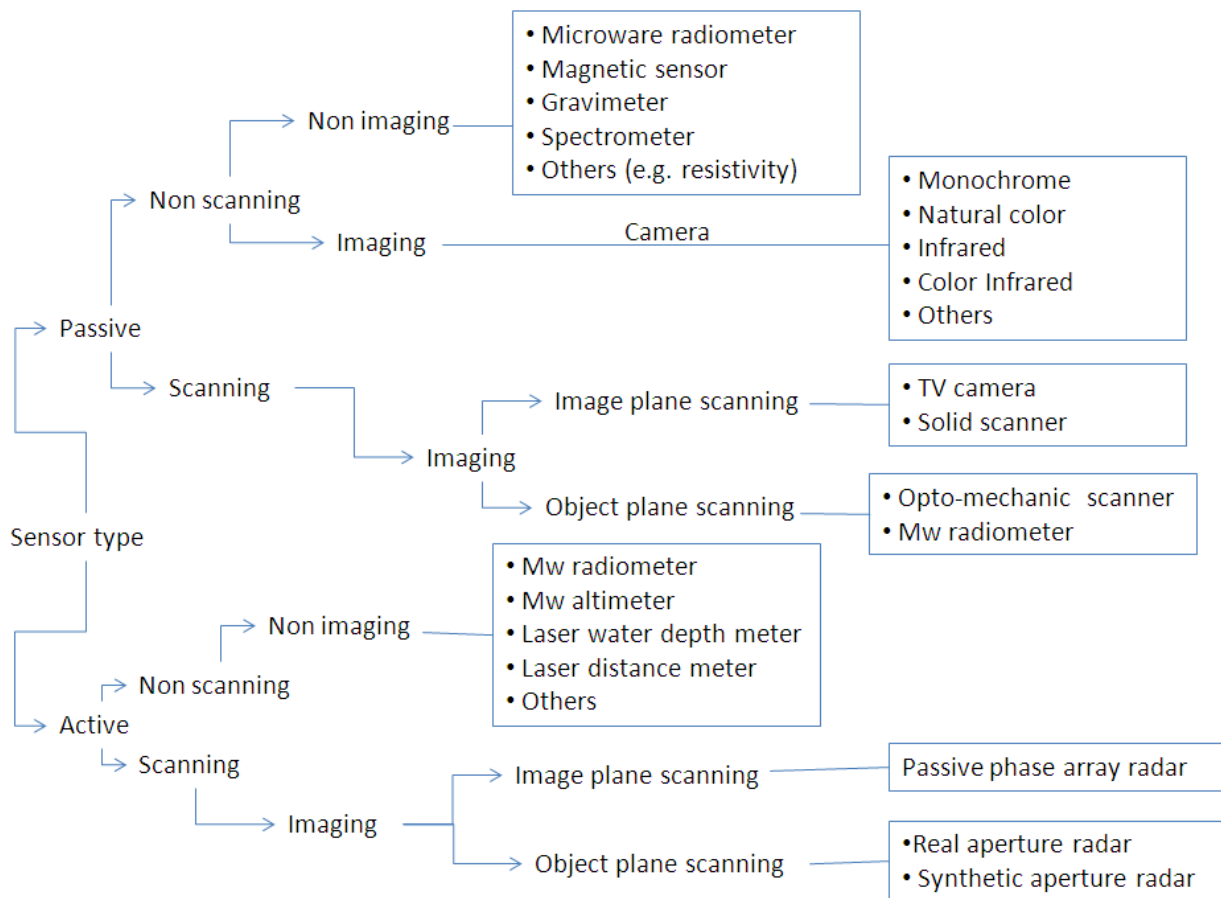 • Microware radiometer
• Magnetic sensor
• Gravimeter
• Spectrometer
• Others (e.g. resistivity)
Non imaging
Non scanning
Imaging
Camera
• Monochrome
• Natural color
• Infrared
• Color Infrared
• Others
Passive
Scanning
Imaging
Image plane scanning
• TV camera
• Solid scanner
Object plane scanning
• Opto-mechanic scanner
• Mw radiometer
Sensor type
• Mw radiometer
• Mw altimeter
• Laser water depth meter
• Laser distance meter
• Others
Non imaging
Non scanning
Active
Scanning
Imaging
Image plane scanning
Passive phase array radar
Object plane scanning
•Real aperture radar
• Synthetic aperture radar